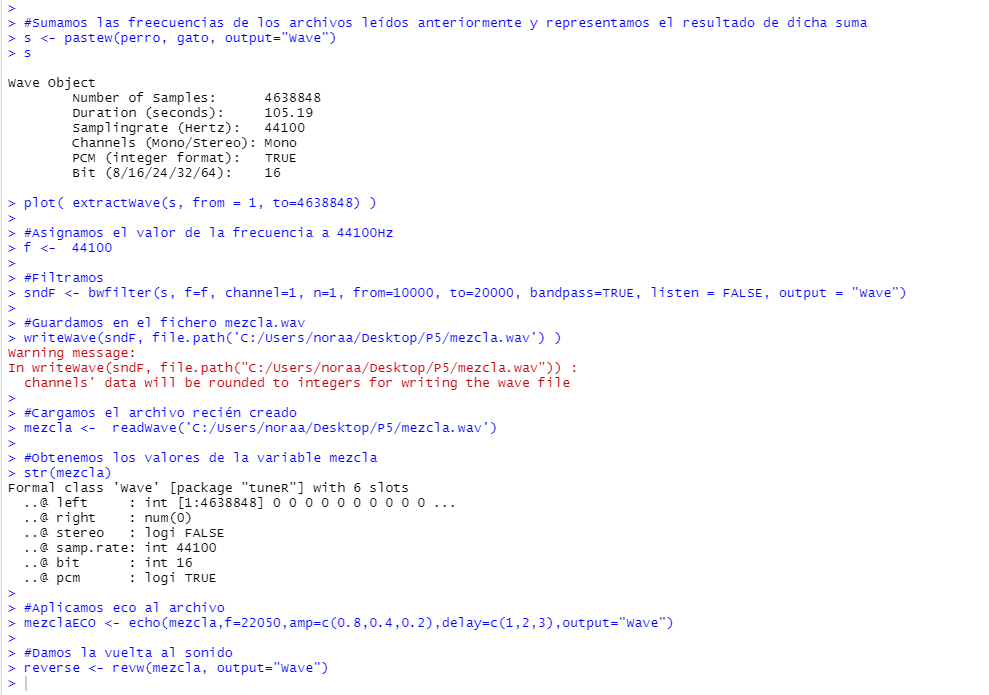 >
> #Sumamos las freecuencias de los archivos leídos anteriormente y representamos el resultado de dicha suma
> s <- pastew(perro, gato, output="Wave")
> s

Wave Object
        Number of Samples:      4638848
        Duration (seconds):     105.19
        Samplingrate (Hertz):   44100
        Channels (Mono/Stereo): Mono
        PCM (integer format):   TRUE
        Bit (8/16/24/32/64):    16

> plot( extractWave(s, from = 1, to=4638848) )
>
> #Asignamos el valor de la frecuencia a 44100Hz
> f <-  44100
>
> #Filtramos
> sndF <- bwfilter(s, f=f, channel=1, n=1, from=10000, to=20000, bandpass=TRUE, listen = FALSE, output = "Wave")
>
> #Guardamos en el fichero mezcla.wav
> writeWave(sndF, file.path('C:/Users/noraa/Desktop/P5/mezcla.wav') )
Warning message:
In writeWave(sndF, file.path("C:/Users/noraa/Desktop/P5/mezcla.wav")) :
  channels' data will be rounded to integers for writing the wave file
>
> #Cargamos el archivo recién creado
> mezcla <-  readWave('C:/Users/noraa/Desktop/P5/mezcla.wav')
>
> #Obtenemos los valores de la variable mezcla
> str(mezcla)
Formal class 'Wave' [package "tuneR"] with 6 slots
  ..@ left     : int [1:4638848] 0 0 0 0 0 0 0 0 0 0 ...
  ..@ right    : num(0)
  ..@ stereo   : logi FALSE
  ..@ samp.rate: int 44100
  ..@ bit      : int 16
  ..@ pcm      : logi TRUE
>
> #Aplicamos eco al archivo
> mezclaECO <- echo(mezcla,f=22050,amp=c(0.8,0.4,0.2),delay=c(1,2,3),output="Wave")
>
> #Damos la vuelta al sonido
> reverse <- revw(mezcla, output="Wave")
>